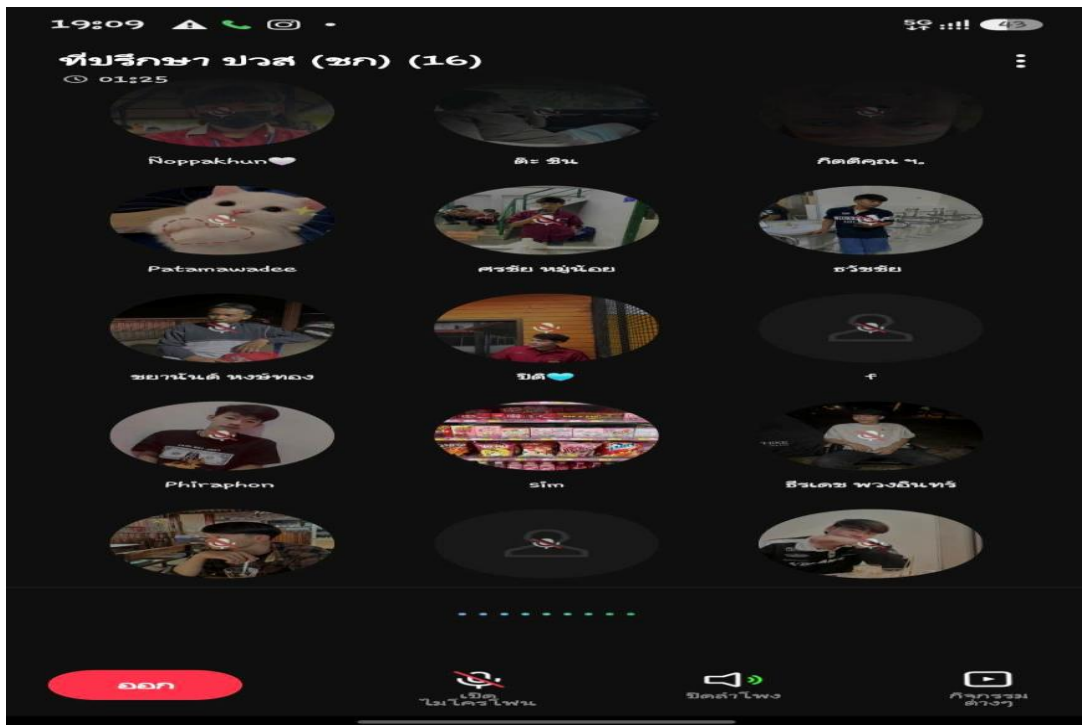 19:09
5G 43
ที่ปรึกษา ปวส (ชก) (16)
01:25
Noppakhun🤍
ต๊ะ ชิน
กิตติคุณ ฯ.
Patamawadee
ศรชัย หมู่น้อย
ธวัชชัย
ชยานันต์ หงษ์ทอง
ปิติ🩵
f
Phiraphon
sim
ธีรเดช พวงอินทร์
ออก
เปิด
ไมโครโฟน
ปิดลำโพง
กิจกรรม
ต่างๆ